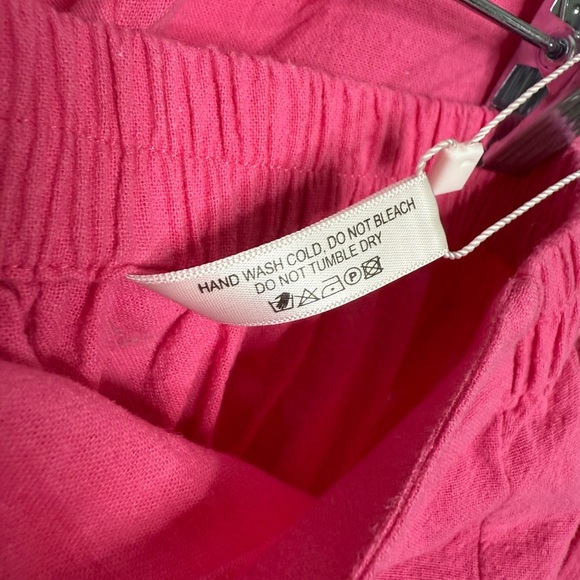 HAND WASH COLD, DO NOT BLEACH
DO NOT TUMBLE DRY